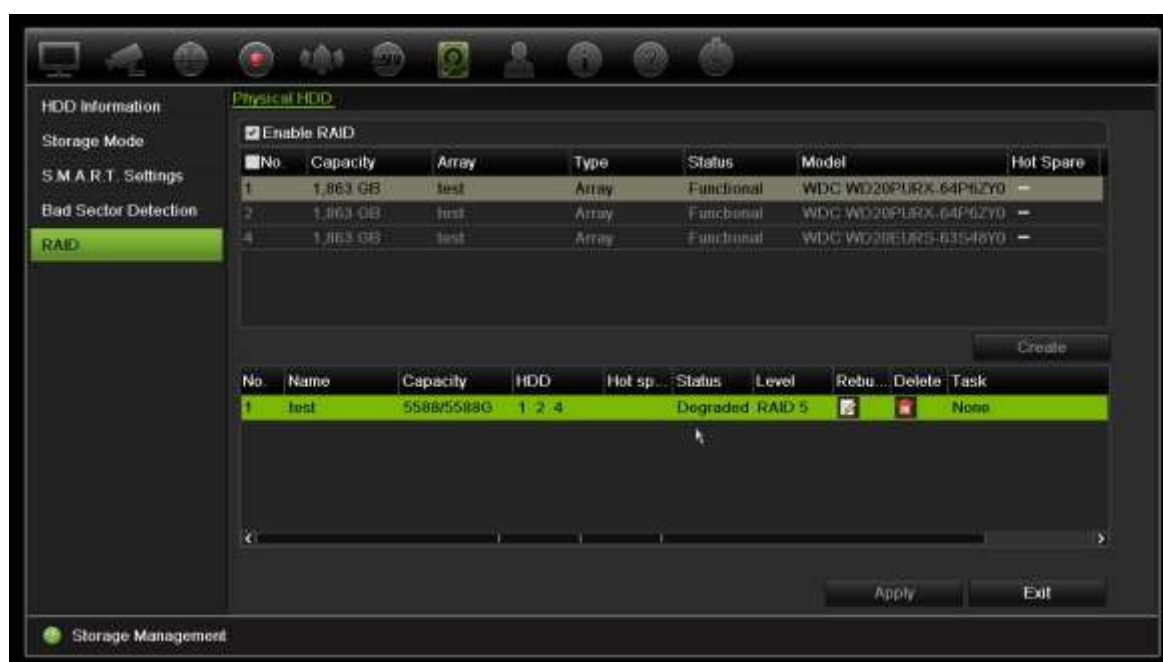 Physical HDD
HDD Information
Storage Mode
S.M.A.R.T. Settings
Bad Sector Detection
RAID
Enable RAID
No. Capacity Array Type Status Model Hot Spare
1 1,863 GB test Array Functional WDC WD20PURX-64P6ZY0 —
2 1,863 GB test Array Functional WDC WD20PURX-64P6ZY0 —
4 1,863 GB test Array Functional WDC WD20EURS-63S48Y0 —
Create
No. Name Capacity HDD Hot sp... Status Level Rebu... Delete Task
1 test 5588/5588G 1 2 4 Degraded RAID 5 None
Apply Exit
Storage Management